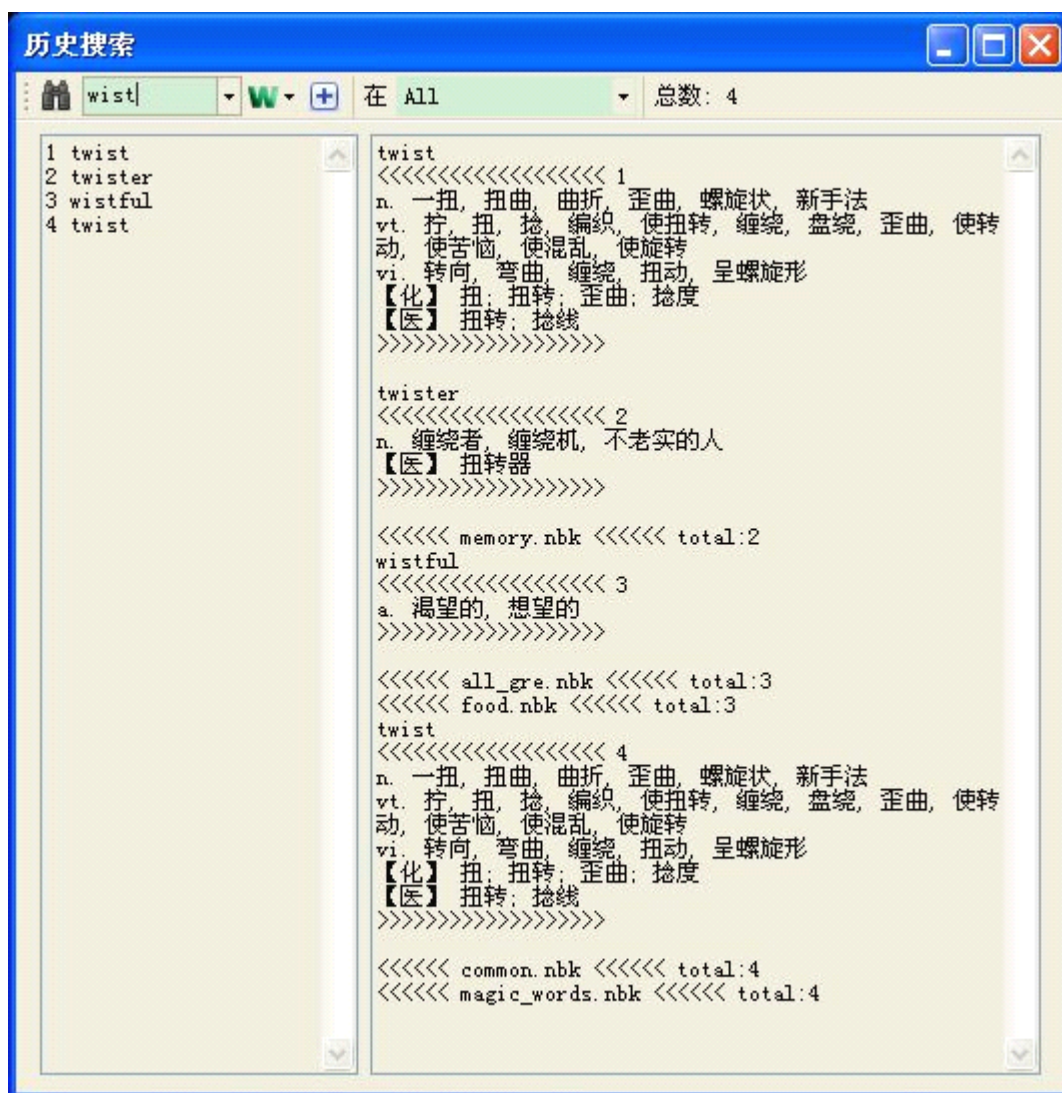 历史搜索
wist 在 All 总数: 4
1 twist
2 twister
3 wistful
4 twist
twist
<<<<<<<<<<<<<<<<<<< 1
n. 一扭, 扭曲, 曲折, 歪曲, 螺旋状, 新手法
vt. 拧, 扭, 捻, 编织, 使扭转, 缠绕, 盘绕, 歪曲, 使转
动, 使苦恼, 使混乱, 使旋转
vi. 转向, 弯曲, 缠绕, 扭动, 呈螺旋形
【化】 扭; 扭转; 歪曲; 捻度
【医】 扭转; 捻线
>>>>>>>>>>>>>>>>>>>
twister
<<<<<<<<<<<<<<<<<<< 2
n. 缠绕者, 缠绕机, 不老实的人
【医】 扭转器
>>>>>>>>>>>>>>>>>>>
<<<<<< memory.nbk <<<<<< total:2
wistful
<<<<<<<<<<<<<<<<<<< 3
a. 渴望的, 想望的
>>>>>>>>>>>>>>>>>>>
<<<<<< all_gre.nbk <<<<<< total:3
<<<<<< food.nbk <<<<<< total:3
twist
<<<<<<<<<<<<<<<<<<< 4
n. 一扭, 扭曲, 曲折, 歪曲, 螺旋状, 新手法
vt. 拧, 扭, 捻, 编织, 使扭转, 缠绕, 盘绕, 歪曲, 使转
动, 使苦恼, 使混乱, 使旋转
vi. 转向, 弯曲, 缠绕, 扭动, 呈螺旋形
【化】 扭; 扭转; 歪曲; 捻度
【医】 扭转; 捻线
>>>>>>>>>>>>>>>>>>>
<<<<<< common.nbk <<<<<< total:4
<<<<<< magic_words.nbk <<<<<< total:4